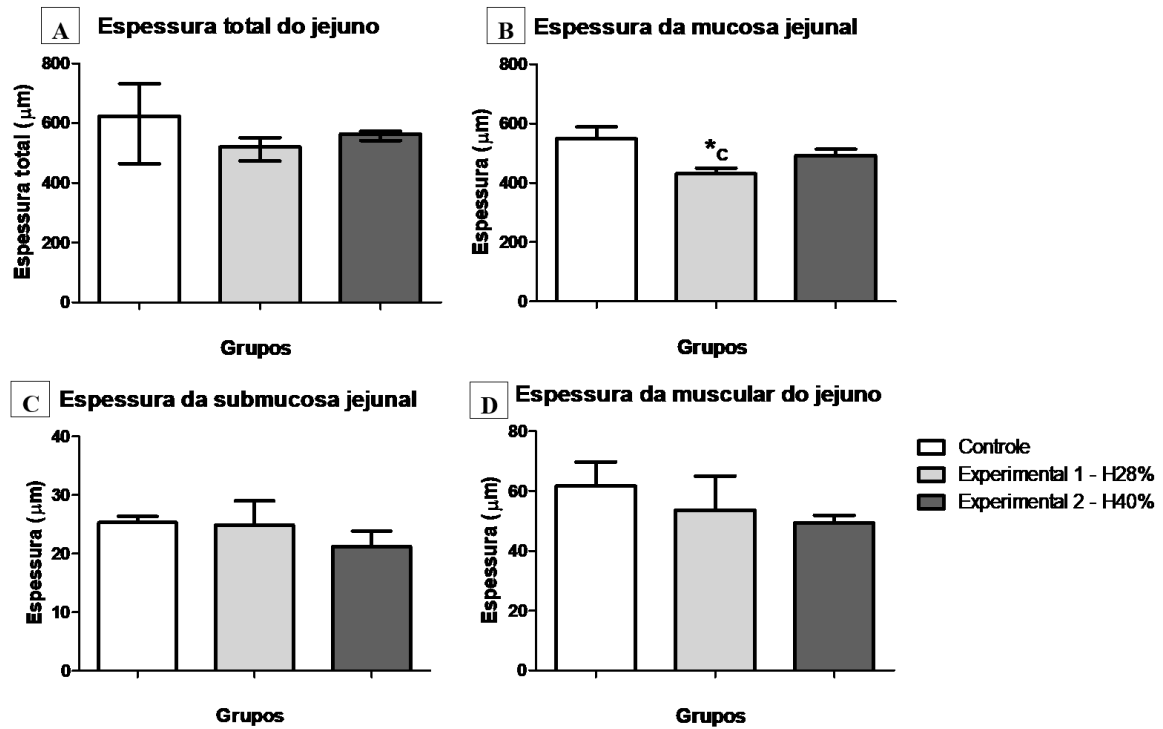 A Espessura total do jejuno
Espessura total (μm)
800
600
400
200
0
Grupos
B Espessura da mucosa jejunal
Espessura (μm)
800
600
400
200
0
*c
Grupos
C Espessura da submucosa jejunal
Espessura (μm)
40
30
20
10
0
Grupos
D Espessura da muscular do jejuno
Espessura (μm)
80
60
40
20
0
Grupos
Controle
Experimental 1 - H28%
Experimental 2 - H40%